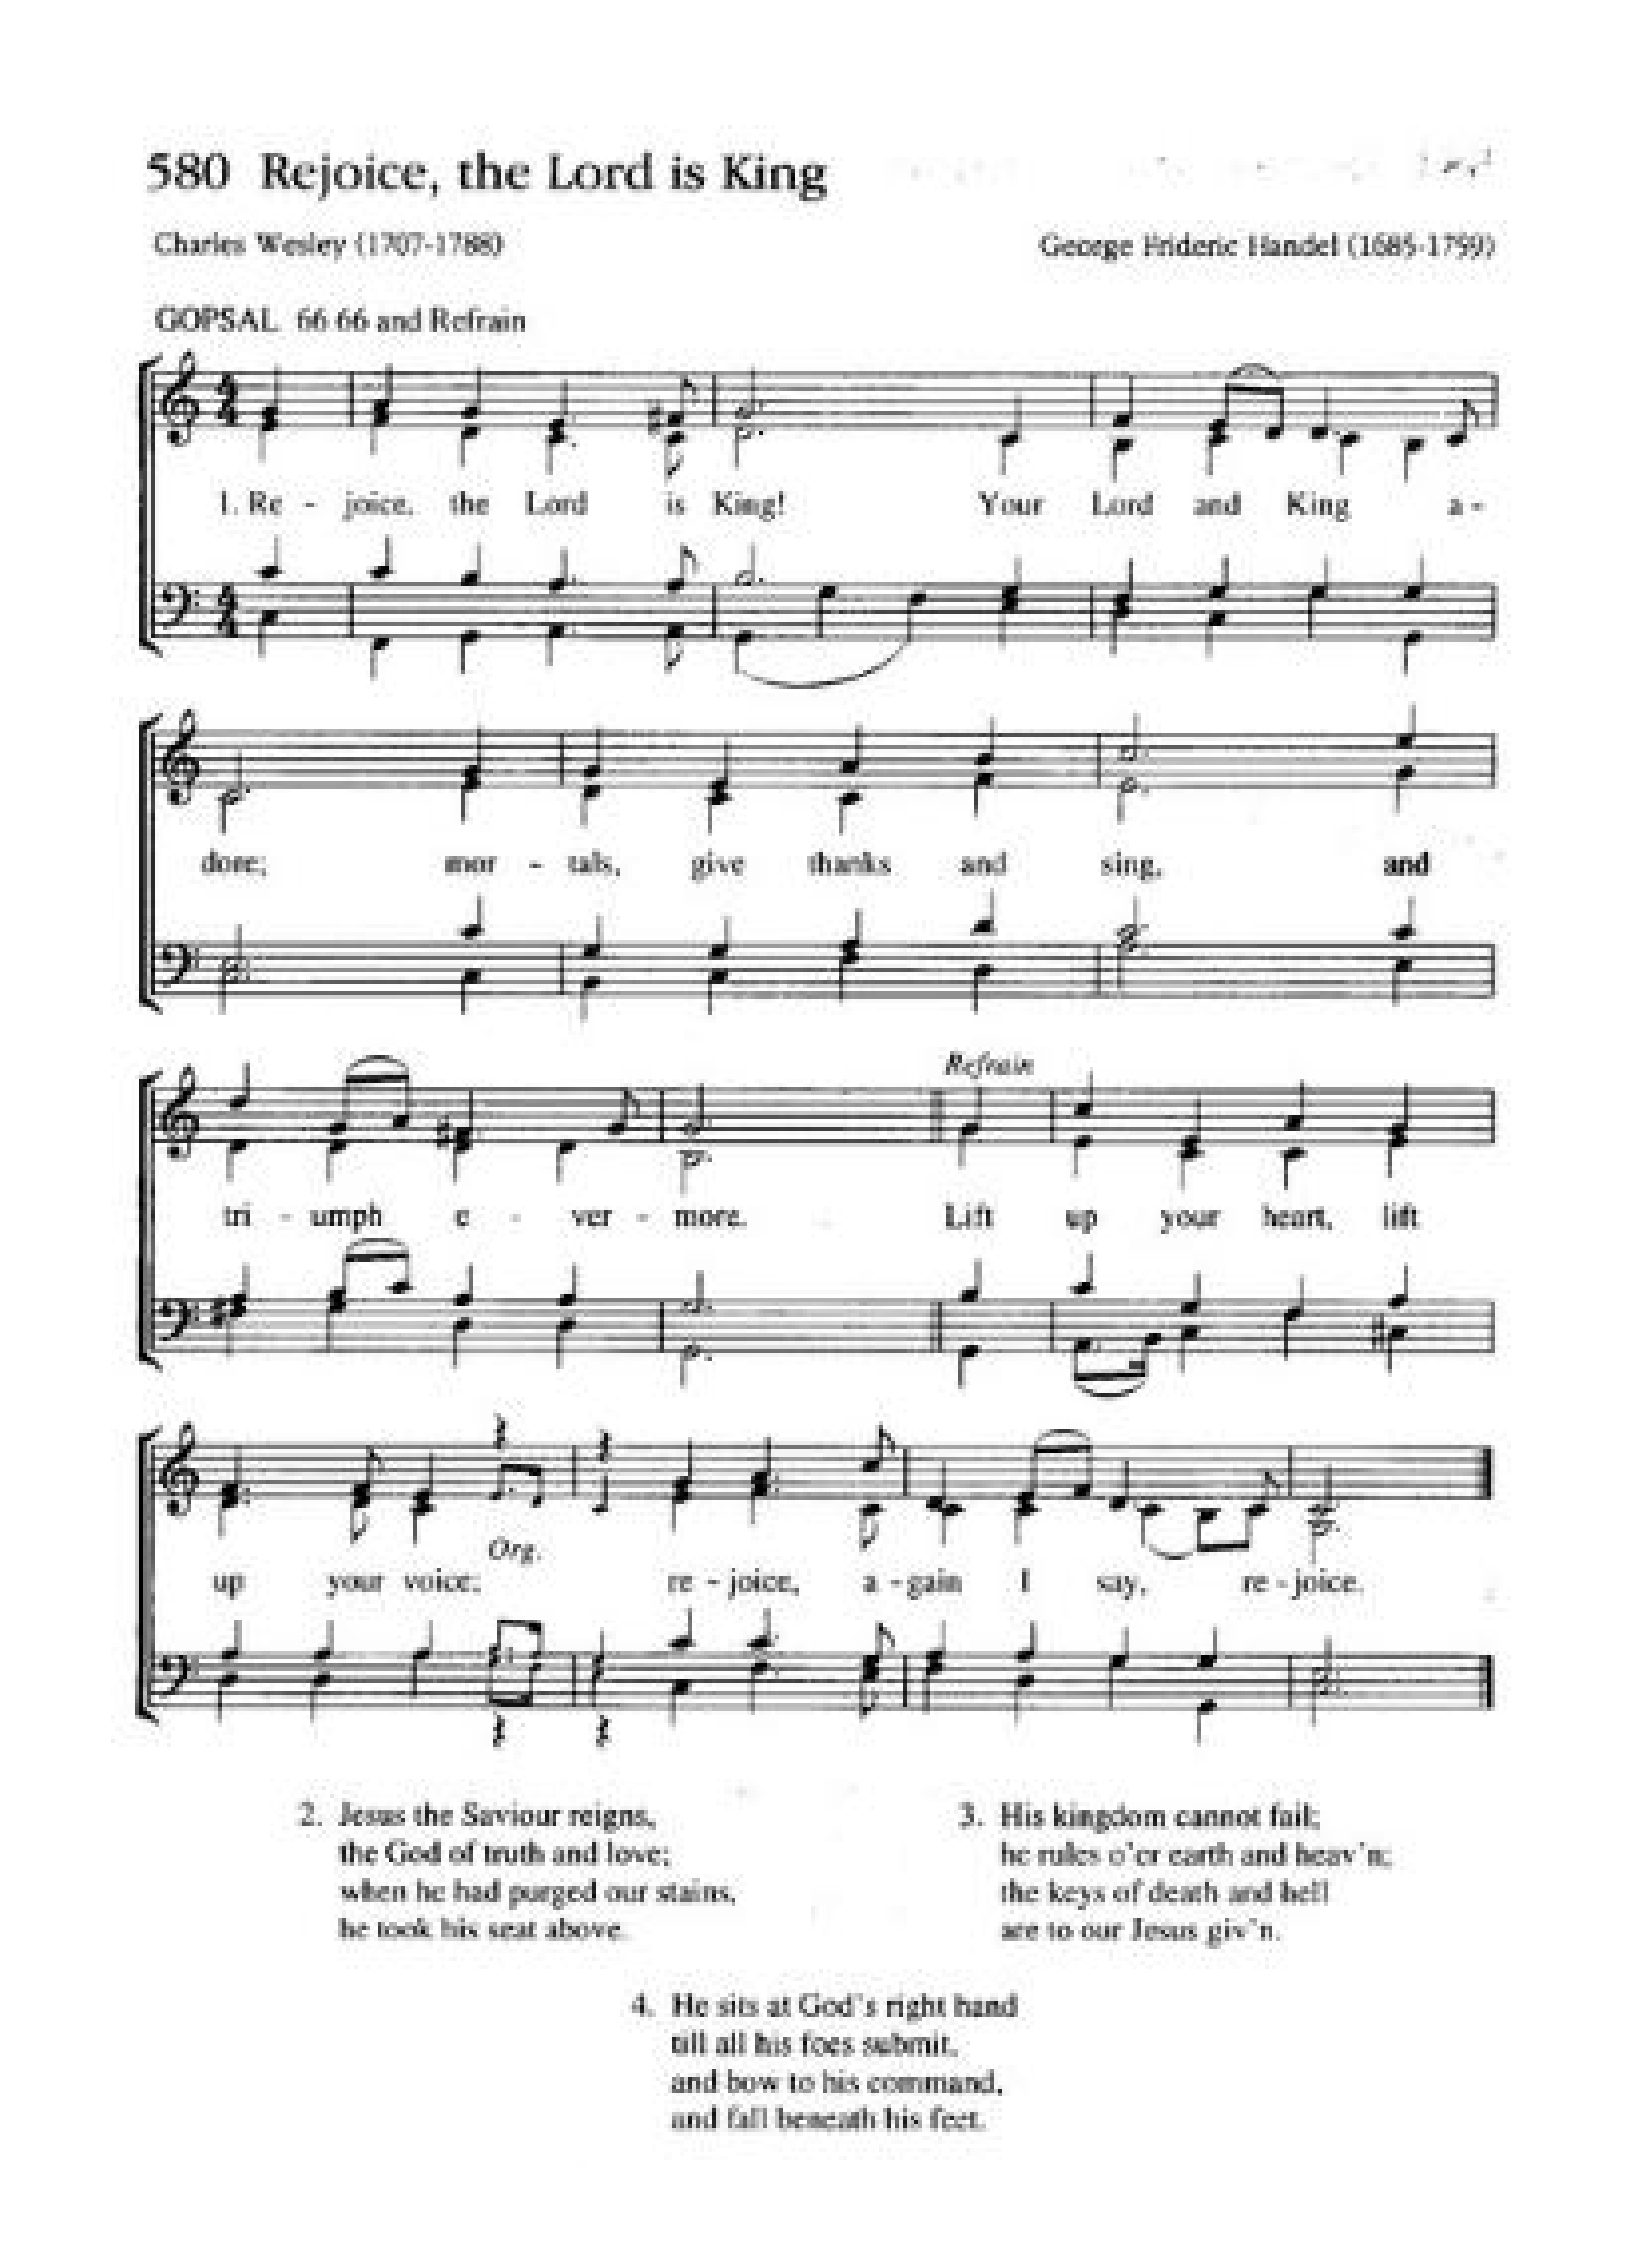 580 Rejoice, the Lord is King
Charles Wesley (1707-1788)
George Frideric Handel (1685-1759)
GOPSAL 66 66 and Refrain
1. Re - joice, the Lord is King! Your Lord and King a -
dore; mor - tals, give thanks and sing, and
Refrain
tri - umph e - ver - more. Lift up your heart, lift
Org.
up your voice; re - joice, a - gain I say, re - joice.
2. Jesus the Saviour reigns,
the God of truth and love;
when he had purged our stains,
he took his seat above.
3. His kingdom cannot fail;
he rules o'er earth and heav'n;
the keys of death and hell
are to our Jesus giv'n.
4. He sits at God's right hand
till all his foes submit,
and bow to his command,
and fall beneath his feet.